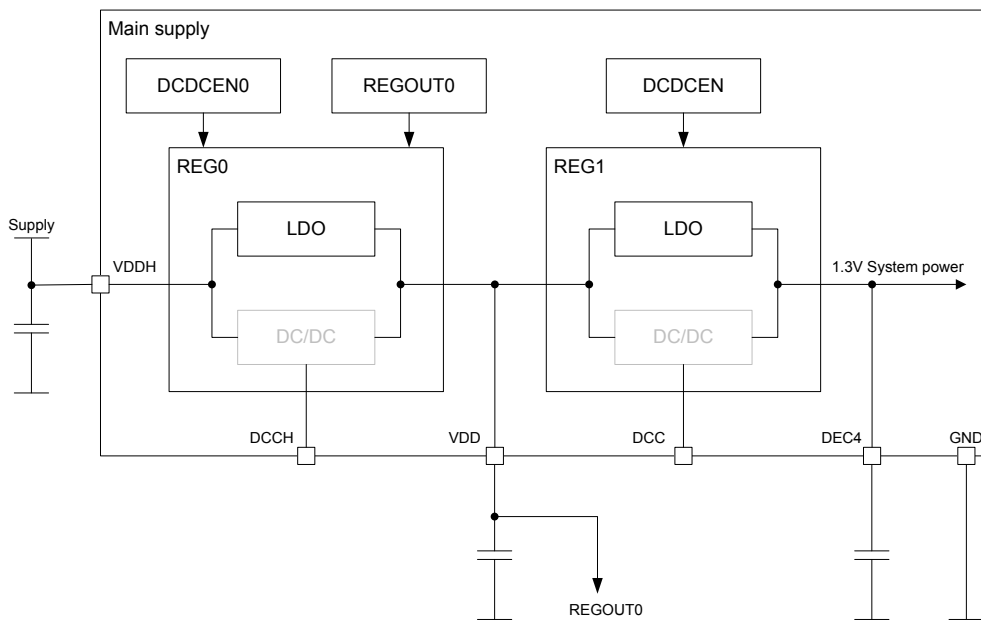 Main supply
DCDCEN0
REGOUT0
DCDCEN
REG0
REG1
LDO
LDO
Supply
VDDH
1.3V System power
DC/DC
DC/DC
DCCH
VDD
DCC
DEC4
GND
REGOUT0